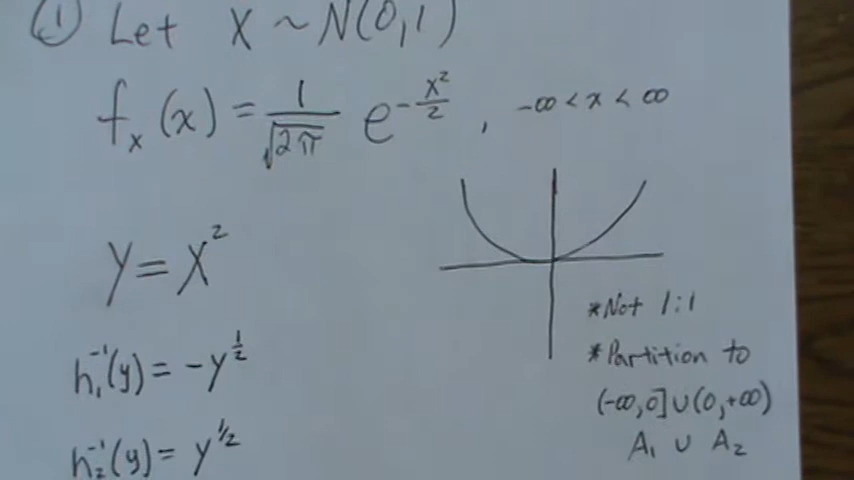 ① Let X ~ N(0,1)
fₓ(x) = 1/√2π e^(-x²/2), -∞ < x < ∞
Y = X²
h₁⁻¹(y) = -y^(1/2)
h₂⁻¹(y) = y^(1/2)
*Not 1:1
*Partition to
(-∞,0]∪(0,+∞)
A₁ ∪ A₂